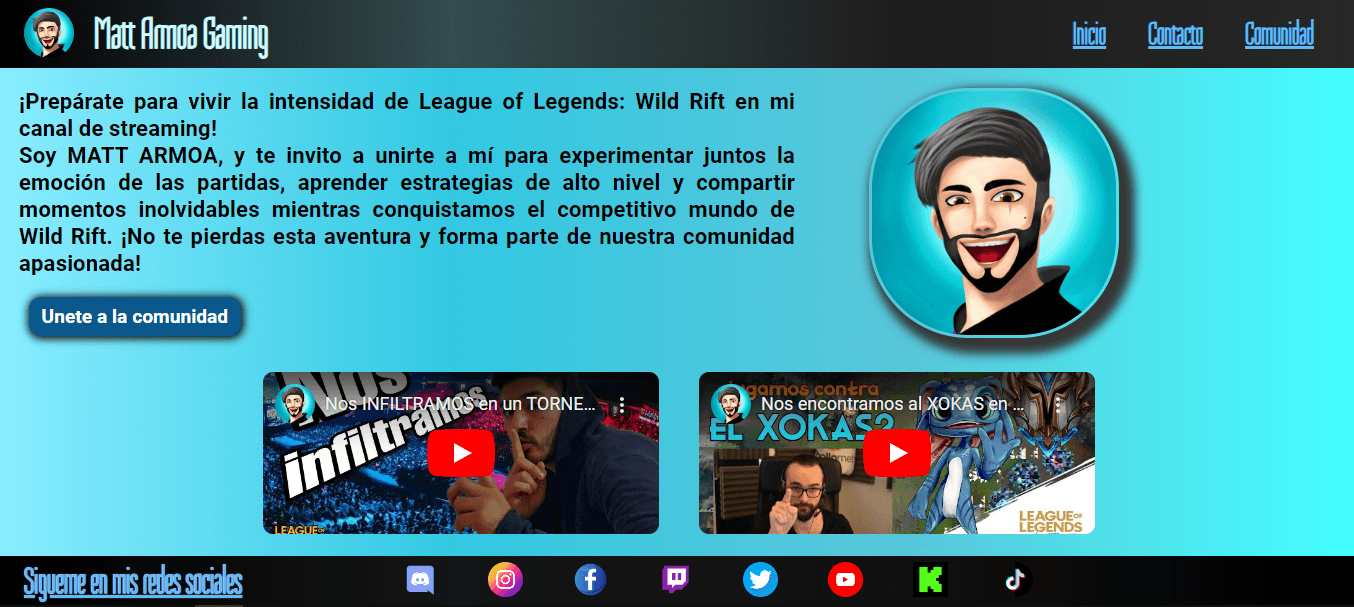 Matt Armoa Gaming
Inicio Contacto Comunidad
¡Prepárate para vivir la intensidad de League of Legends: Wild Rift en mi
canal de streaming!
Soy MATT ARMOA, y te invito a unirte a mí para experimentar juntos la
emoción de las partidas, aprender estrategias de alto nivel y compartir
momentos inolvidables mientras conquistamos el competitivo mundo de
Wild Rift. ¡No te pierdas esta aventura y forma parte de nuestra comunidad
apasionada!
Unete a la comunidad
Nos INFILTRAMOS en un TORNE...
Nos
infiltramos
LEAGUE OF
jugamos contra
Nos encontramos al XOKAS en ...
EL XOKAS?
LEAGUE OF
LEGENDS
Sigueme en mis redes sociales